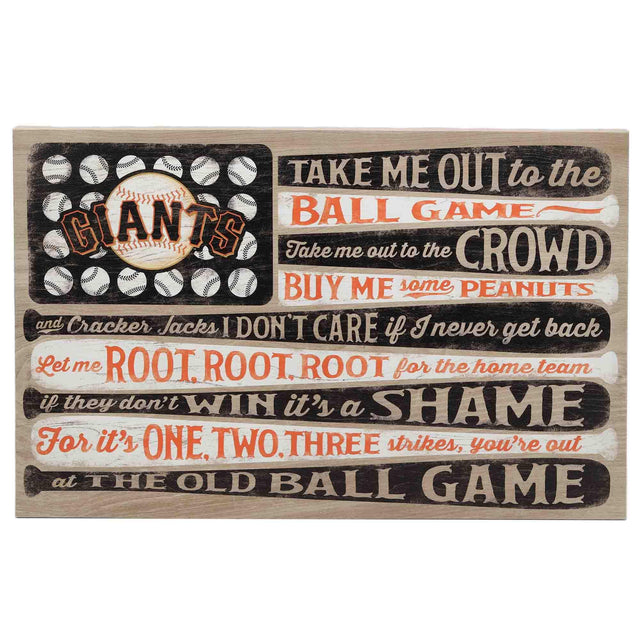 GIANTS
TAKE ME OUT to the
BALL GAME
Take me out to the CROWD
BUY ME some PEANUTS
and Cracker Jacks I DON'T CARE if I never get back
Let me ROOT, ROOT, ROOT for the home team
if they don't WIN it's a SHAME
For it's ONE, TWO, THREE strikes, you're out
at THE OLD BALL GAME